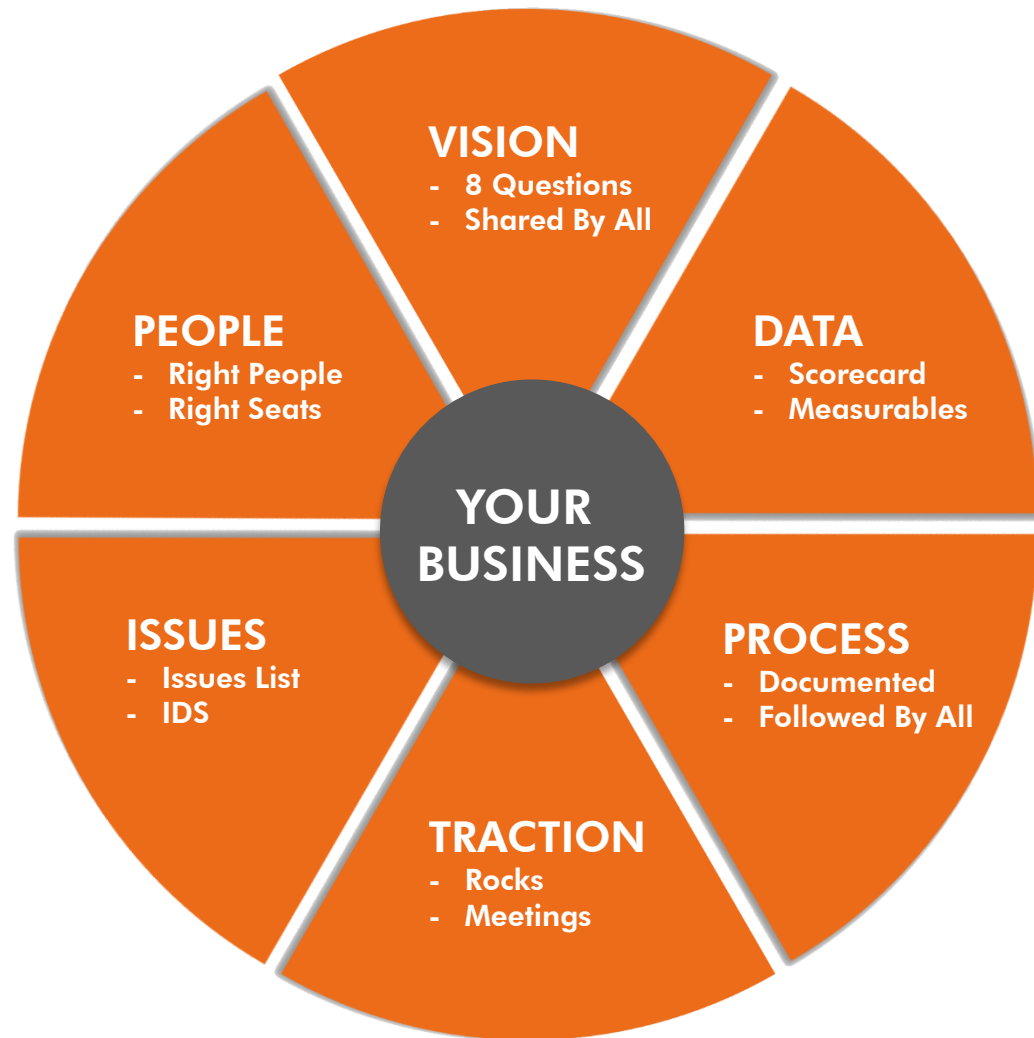 VISION
- 8 Questions
- Shared By All
PEOPLE
- Right People
- Right Seats
DATA
- Scorecard
- Measurables
YOUR
BUSINESS
ISSUES
- Issues List
- IDS
PROCESS
- Documented
- Followed By All
TRACTION
- Rocks
- Meetings